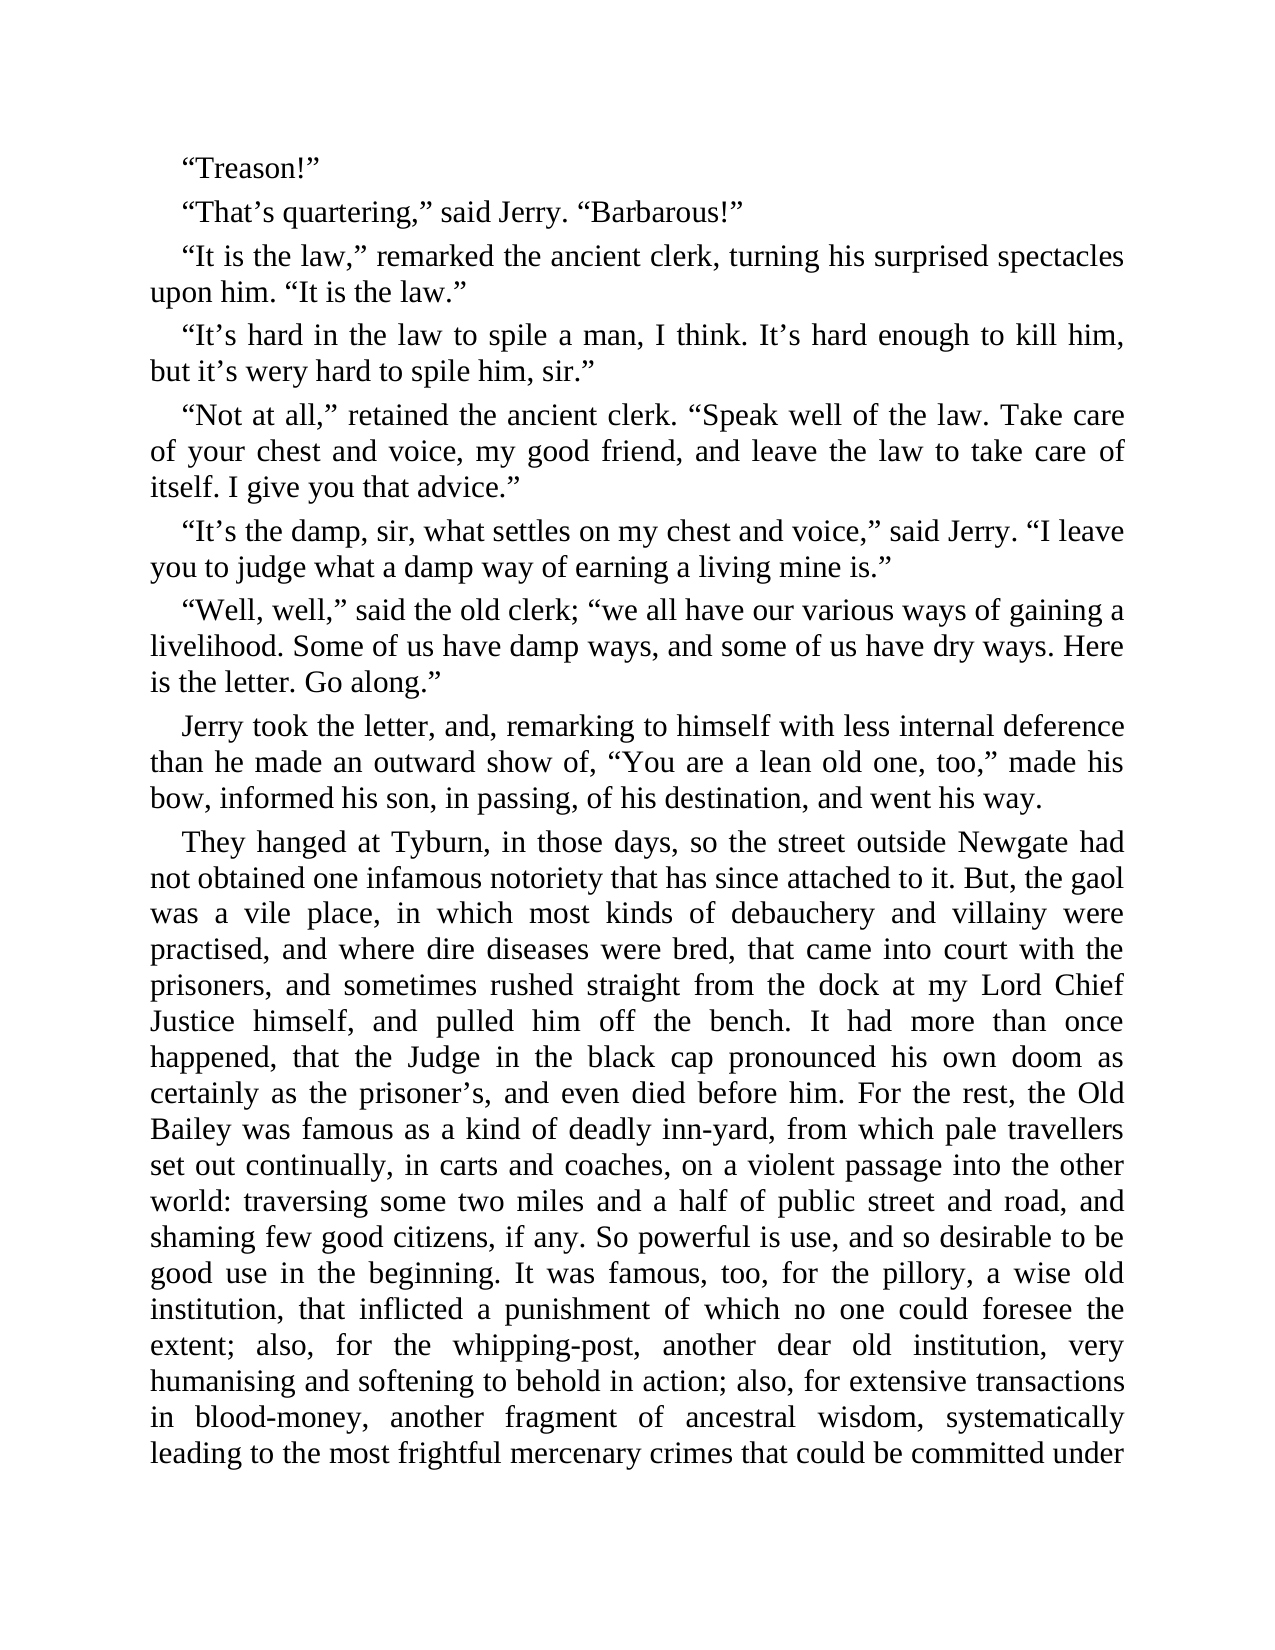 “Treason!”
“That’s quartering,” said Jerry. “Barbarous!”
“It is the law,” remarked the ancient clerk, turning his surprised spectacles
upon him. “It is the law.”
“It’s hard in the law to spile a man, I think. It’s hard enough to kill him,
but it’s wery hard to spile him, sir.”
“Not at all,” retained the ancient clerk. “Speak well of the law. Take care
of your chest and voice, my good friend, and leave the law to take care of
itself. I give you that advice.”
“It’s the damp, sir, what settles on my chest and voice,” said Jerry. “I leave
you to judge what a damp way of earning a living mine is.”
“Well, well,” said the old clerk; “we all have our various ways of gaining a
livelihood. Some of us have damp ways, and some of us have dry ways. Here
is the letter. Go along.”
Jerry took the letter, and, remarking to himself with less internal deference
than he made an outward show of, “You are a lean old one, too,” made his
bow, informed his son, in passing, of his destination, and went his way.
They hanged at Tyburn, in those days, so the street outside Newgate had
not obtained one infamous notoriety that has since attached to it. But, the gaol
was a vile place, in which most kinds of debauchery and villainy were
practised, and where dire diseases were bred, that came into court with the
prisoners, and sometimes rushed straight from the dock at my Lord Chief
Justice himself, and pulled him off the bench. It had more than once
happened, that the Judge in the black cap pronounced his own doom as
certainly as the prisoner’s, and even died before him. For the rest, the Old
Bailey was famous as a kind of deadly inn-yard, from which pale travellers
set out continually, in carts and coaches, on a violent passage into the other
world: traversing some two miles and a half of public street and road, and
shaming few good citizens, if any. So powerful is use, and so desirable to be
good use in the beginning. It was famous, too, for the pillory, a wise old
institution, that inflicted a punishment of which no one could foresee the
extent; also, for the whipping-post, another dear old institution, very
humanising and softening to behold in action; also, for extensive transactions
in blood-money, another fragment of ancestral wisdom, systematically
leading to the most frightful mercenary crimes that could be committed under